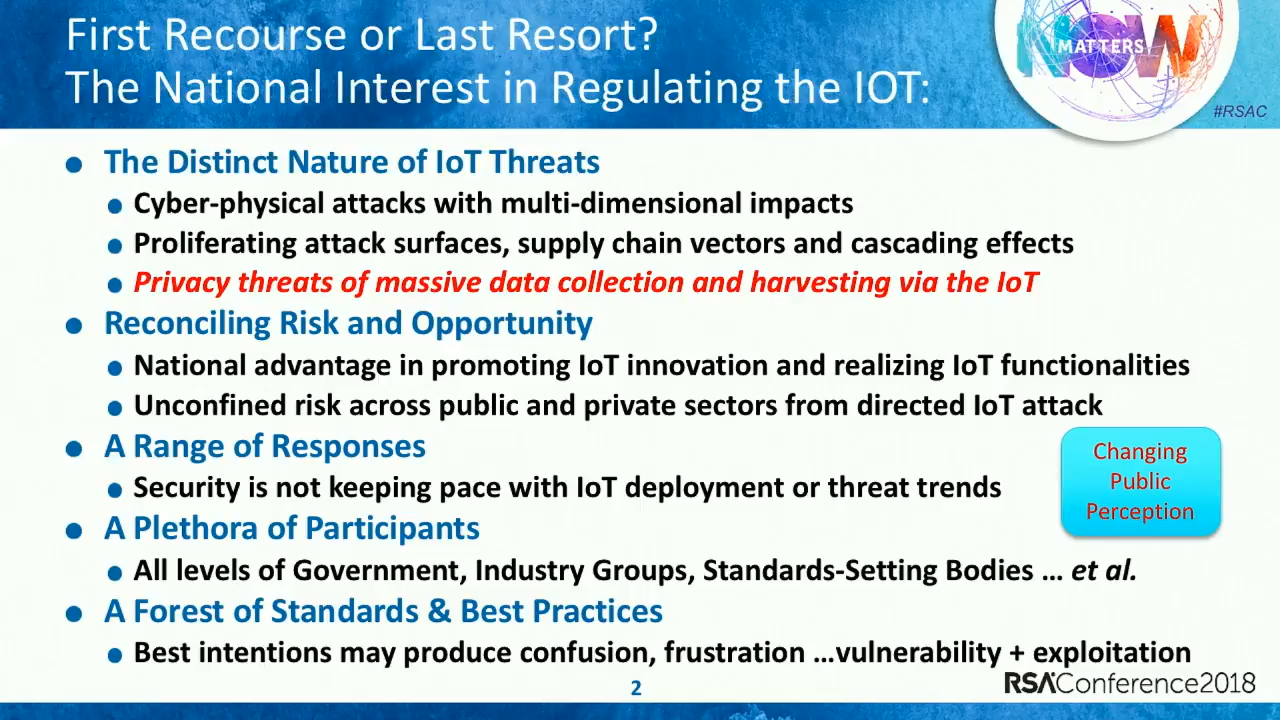 First Recourse or Last Resort?
The National Interest in Regulating the IOT:
NOW
MATTERS
#RSAC
The Distinct Nature of IoT Threats
Cyber-physical attacks with multi-dimensional impacts
Proliferating attack surfaces, supply chain vectors and cascading effects
Privacy threats of massive data collection and harvesting via the IoT
Reconciling Risk and Opportunity
National advantage in promoting IoT innovation and realizing IoT functionalities
Unconfined risk across public and private sectors from directed IoT attack
A Range of Responses
Security is not keeping pace with IoT deployment or threat trends
Changing
Public
Perception
A Plethora of Participants
All levels of Government, Industry Groups, Standards-Setting Bodies … et al.
A Forest of Standards & Best Practices
Best intentions may produce confusion, frustration …vulnerability + exploitation
2
RSAConference2018